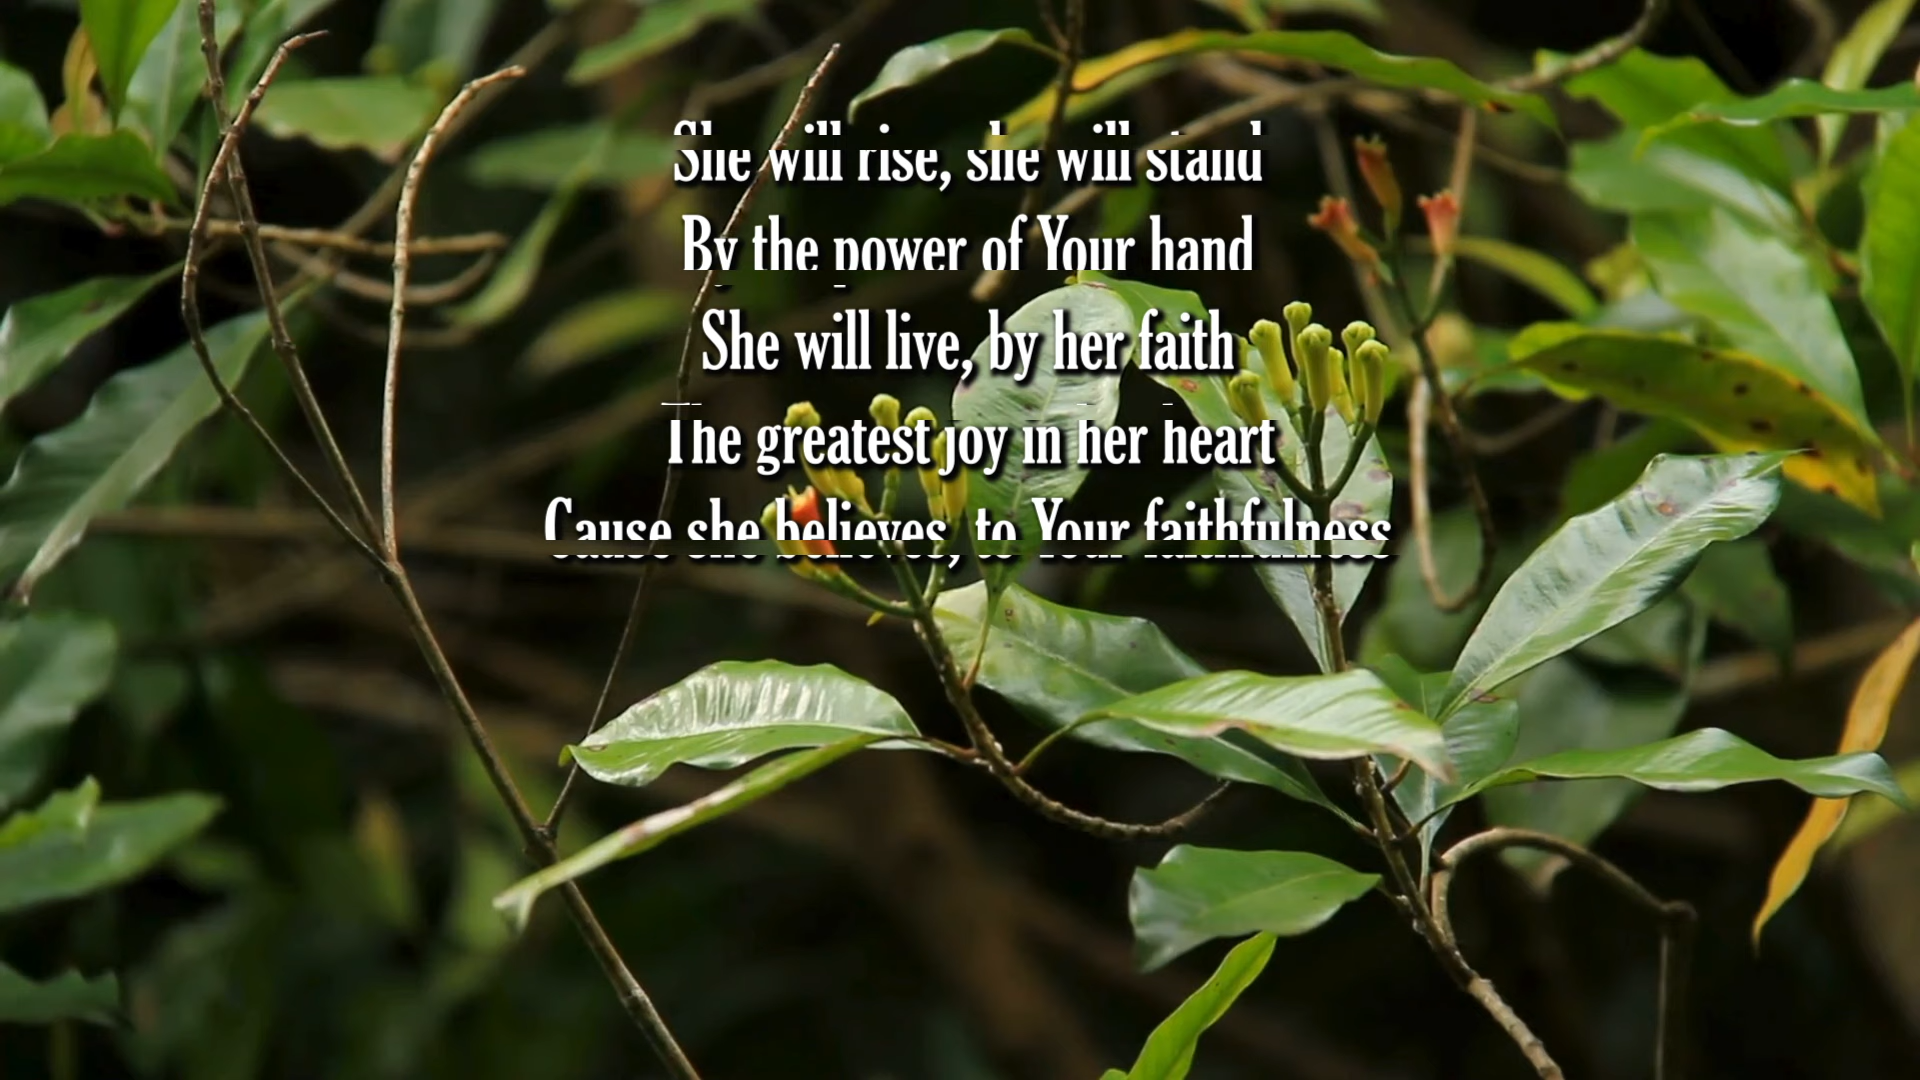 She will rise, she will stand
By the power of Your hand
She will live, by her faith
The greatest joy in her heart
Cause she believes, to Your faithfulness